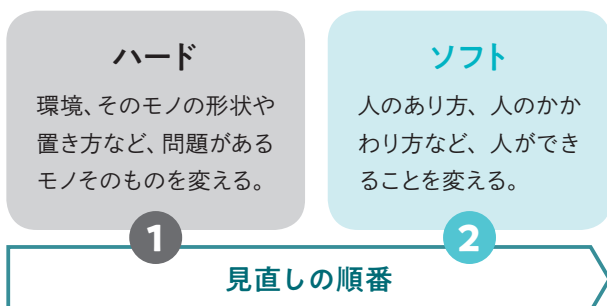 ハード
環境、そのモノの形状や
置き方など、問題がある
モノそのものを変える。
ソフト
人のあり方、人のかか
わり方など、人ができ
ることを変える。
1
2
見直しの順番